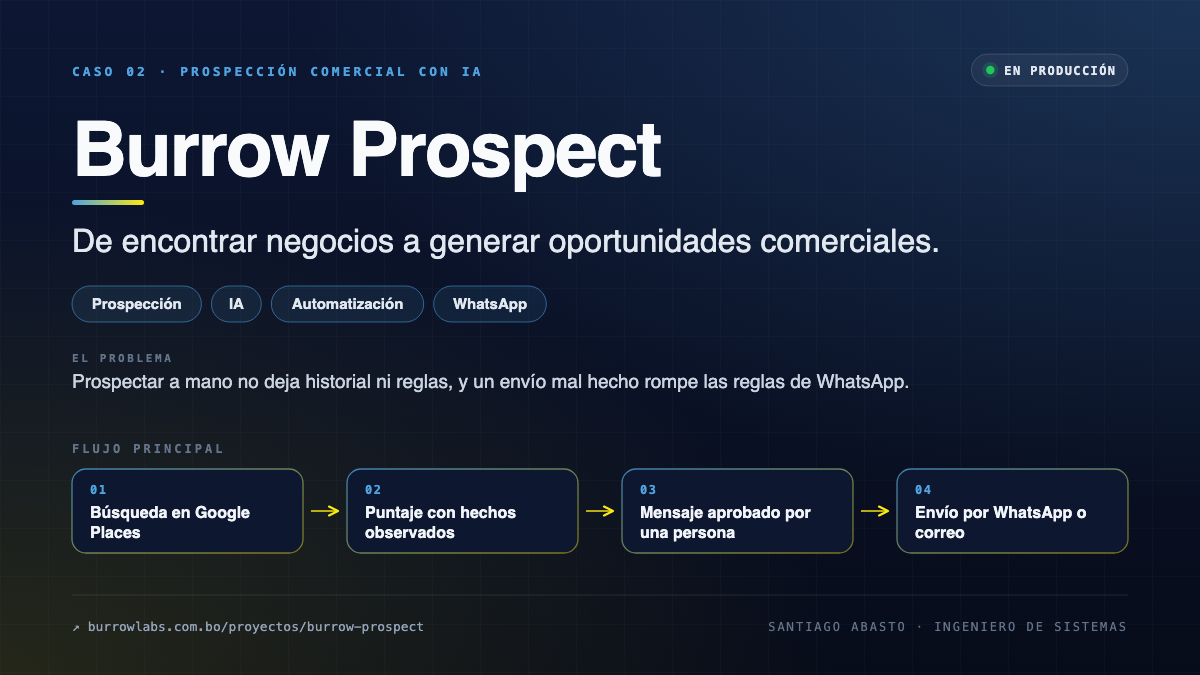 CASO 02 · PROSPECCIÓN COMERCIAL CON IA
EN PRODUCCIÓN
Burrow Prospect
De encontrar negocios a generar oportunidades comerciales.
Prospección
IA
Automatización
WhatsApp
EL PROBLEMA
Prospectar a mano no deja historial ni reglas, y un envío mal hecho rompe las reglas de WhatsApp.
FLUJO PRINCIPAL
01
Búsqueda en Google
Places
02
Puntaje con hechos
observados
03
Mensaje aprobado por
una persona
04
Envío por WhatsApp o
correo
↗ burrowlabs.com.bo/proyectos/burrow-prospect
SANTIAGO ABASTO · INGENIERO DE SISTEMAS